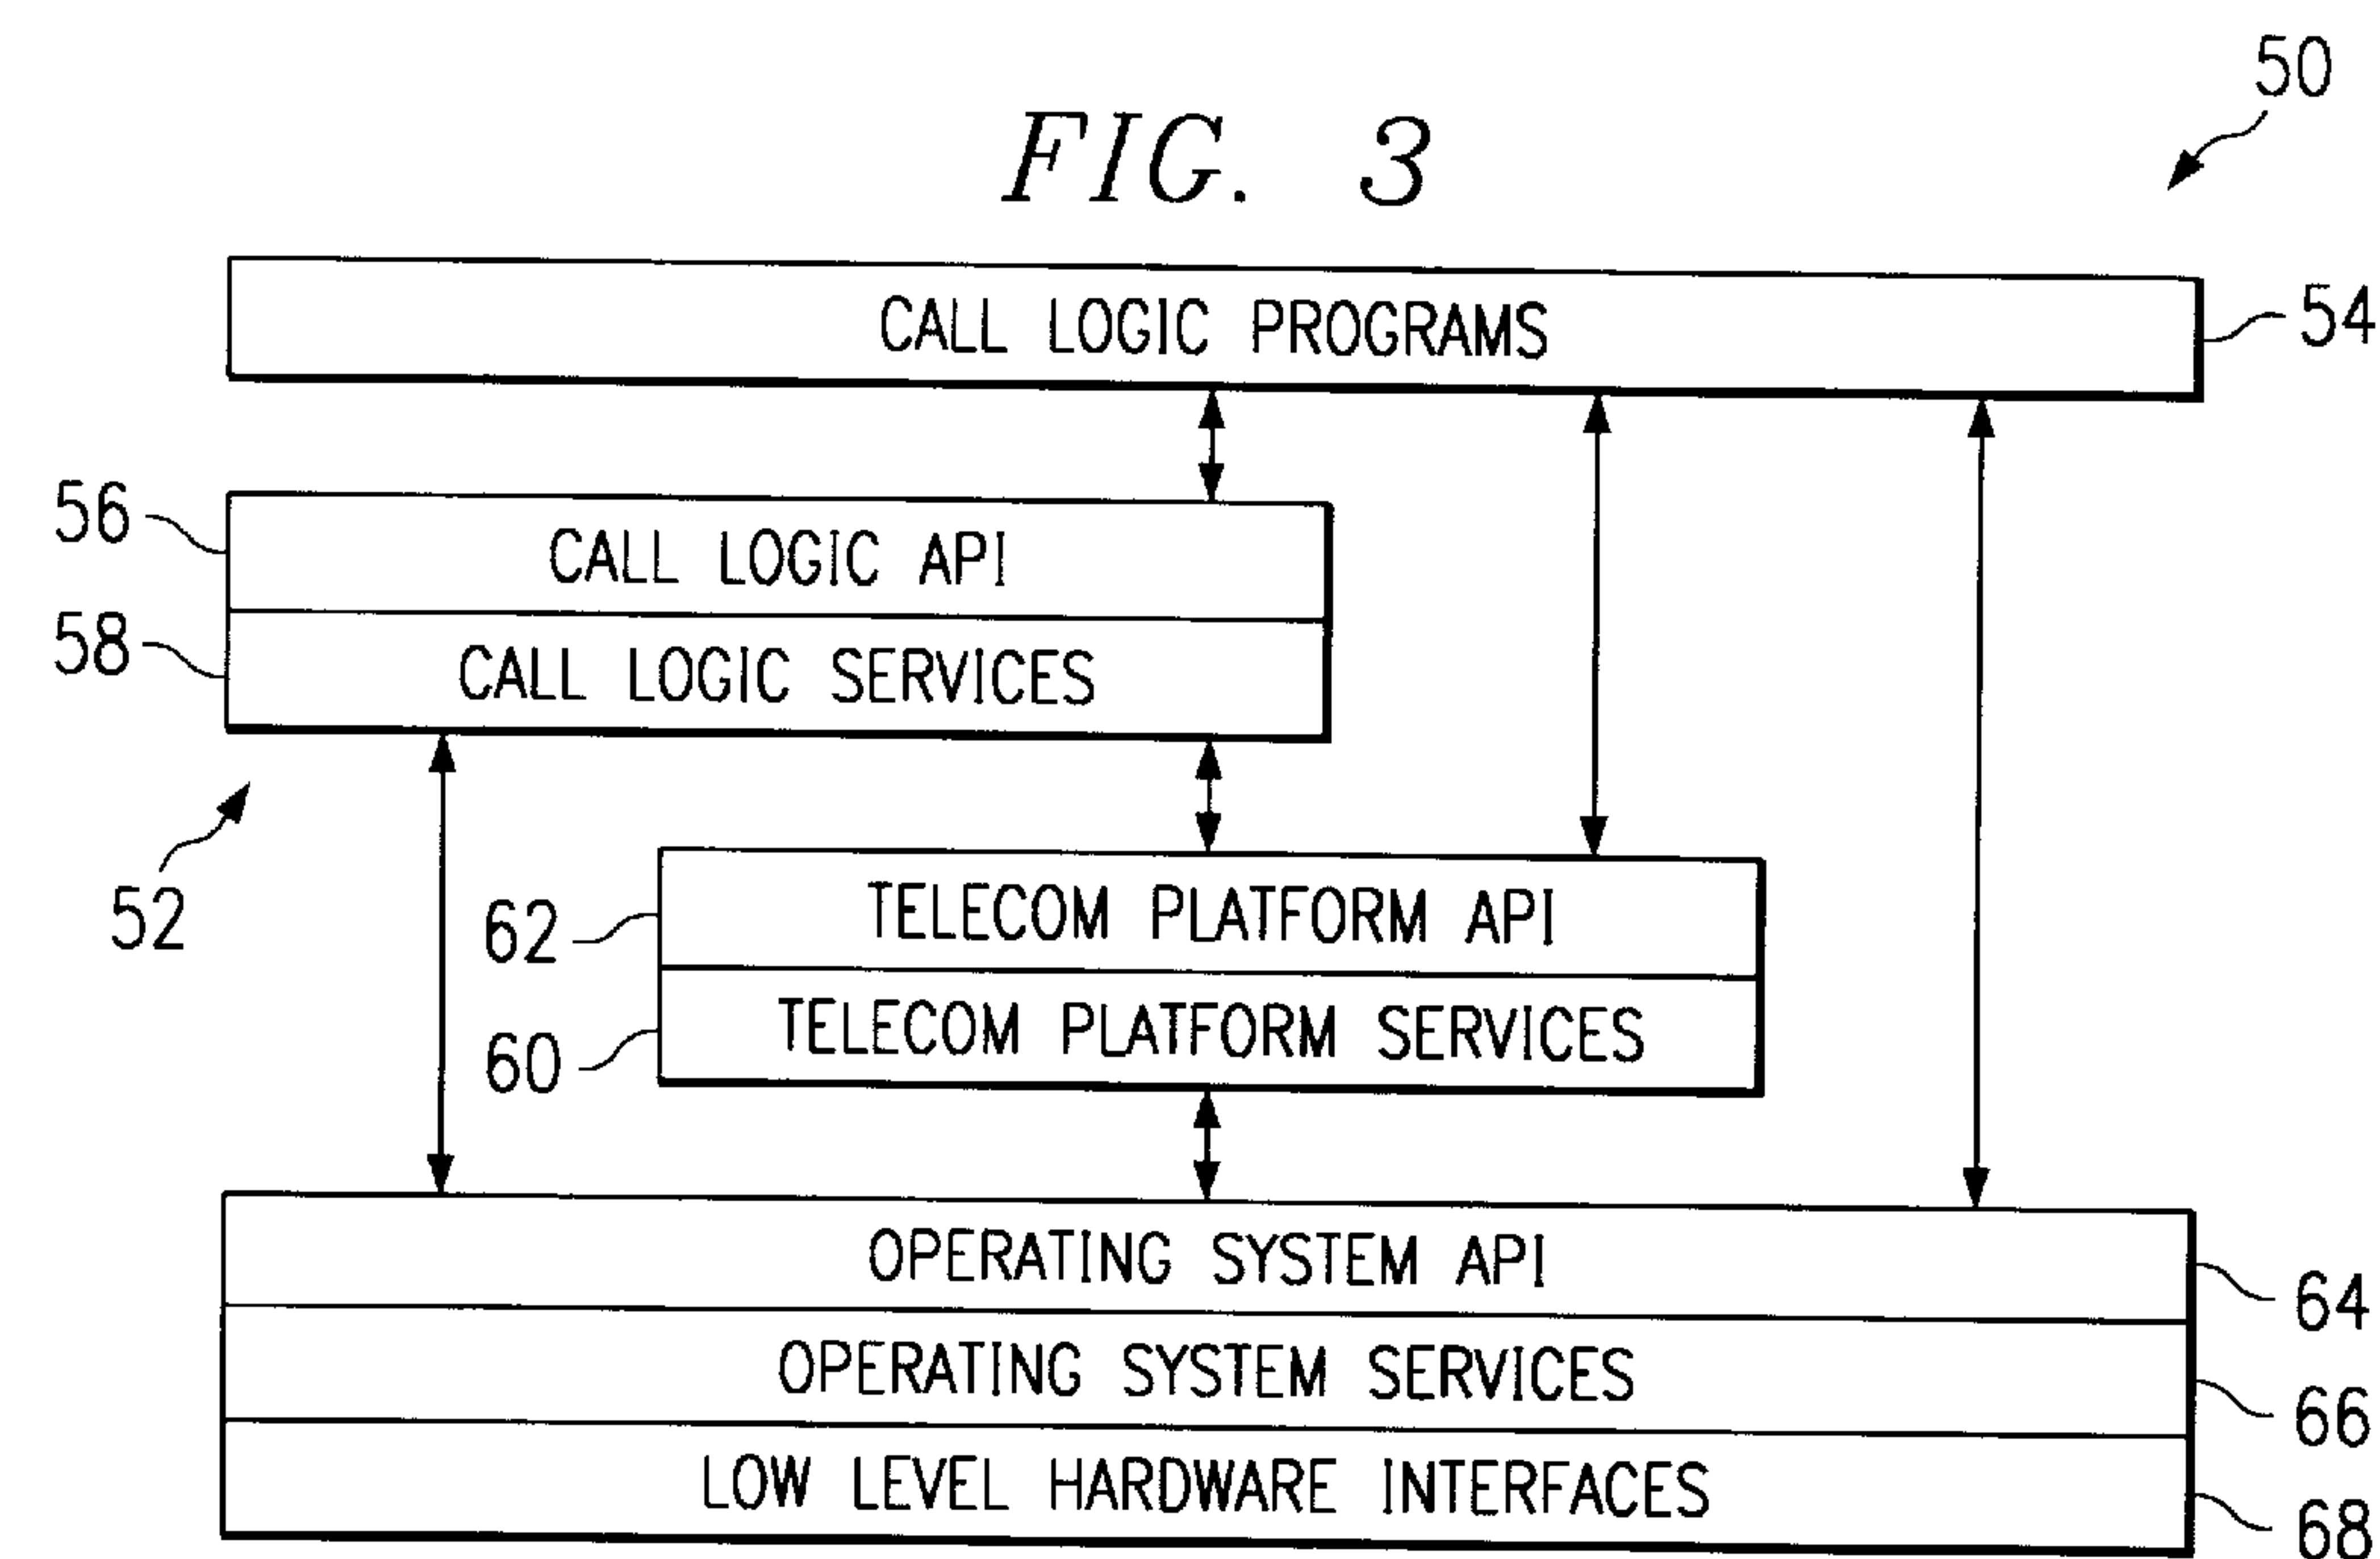 50
FIG. 3
CALL LOGIC PROGRAMS
54
56
CALL LOGIC API
58
CALL LOGIC SERVICES
52
62
TELECOM PLATFORM API
60
TELECOM PLATFORM SERVICES
OPERATING SYSTEM API
64
OPERATING SYSTEM SERVICES
66
LOW LEVEL HARDWARE INTERFACES
68